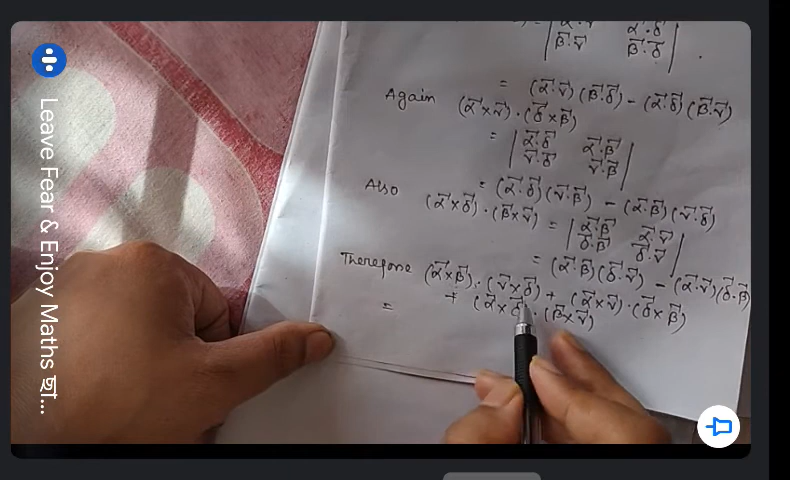 Leave Fear & Enjoy Maths ছা...
= | α⃗.γ⃗ α⃗.δ⃗ |
| β⃗.γ⃗ β⃗.δ⃗ | .
= (α⃗.γ⃗)(β⃗.δ⃗) - (α⃗.δ⃗)(β⃗.γ⃗)
Again (α⃗×γ⃗).(δ⃗×β⃗)
= | α⃗.δ⃗ α⃗.β⃗ |
| γ⃗.δ⃗ γ⃗.β⃗ |
= (α⃗.δ⃗)(γ⃗.β⃗) - (α⃗.β⃗)(γ⃗.δ⃗)
Also (α⃗×δ⃗).(β⃗×γ⃗) = | α⃗.β⃗ α⃗.γ⃗ |
| δ⃗.β⃗ δ⃗.γ⃗ |
= (α⃗.β⃗)(δ⃗.γ⃗) - (α⃗.γ⃗)(δ⃗.β⃗)
Therefore (α⃗×β⃗).(γ⃗×δ⃗) + (α⃗×γ⃗).(δ⃗×β⃗)
+ (α⃗×δ⃗).(β⃗×γ⃗)
=